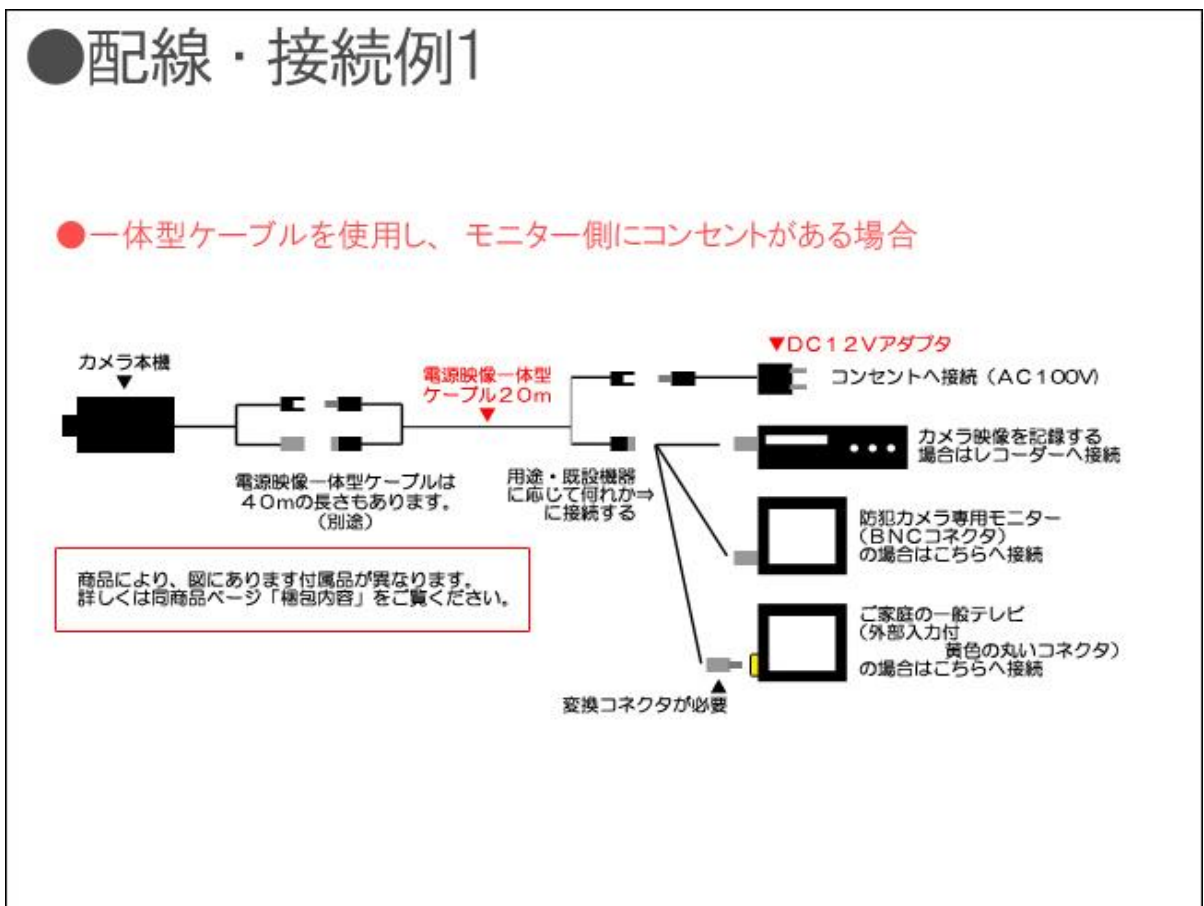 ●配線・接続例1
●一体型ケーブルを使用し、モニター側にコンセントがある場合
カメラ本機
▼
電源映像一体型
ケーブル20m
▼
▼DC12Vアダプタ
コンセントへ接続（AC100V）
カメラ映像を記録する
場合はレコーダーへ接続
電源映像一体型ケーブルは
40mの長さもあります。
（別途）
用途・既設機器
に応じて何れか⇒
に接続する
防犯カメラ専用モニター
（BNCコネクタ）
の場合はこちらへ接続
商品により、図にあります付属品が異なります。
詳しくは同商品ページ「梱包内容」をご覧ください。
ご家庭の一般テレビ
（外部入力付
黄色の丸いコネクタ）
の場合はこちらへ接続
▲
変換コネクタが必要